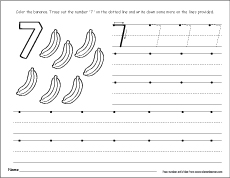 Color the bananas. Trace out the number '7' on the dotted line and write down some more on the lines provided.
7
7
Name